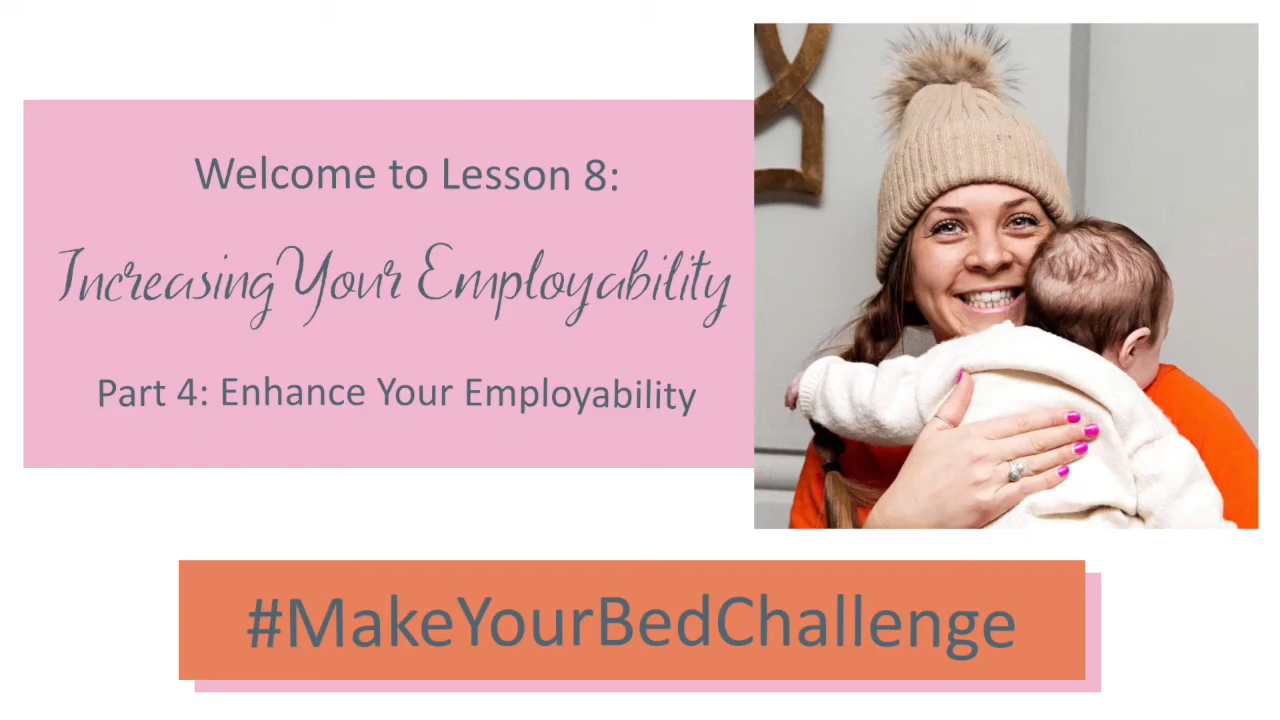 Welcome to Lesson 8:
Increasing Your Employability
Part 4: Enhance Your Employability
#MakeYourBedChallenge